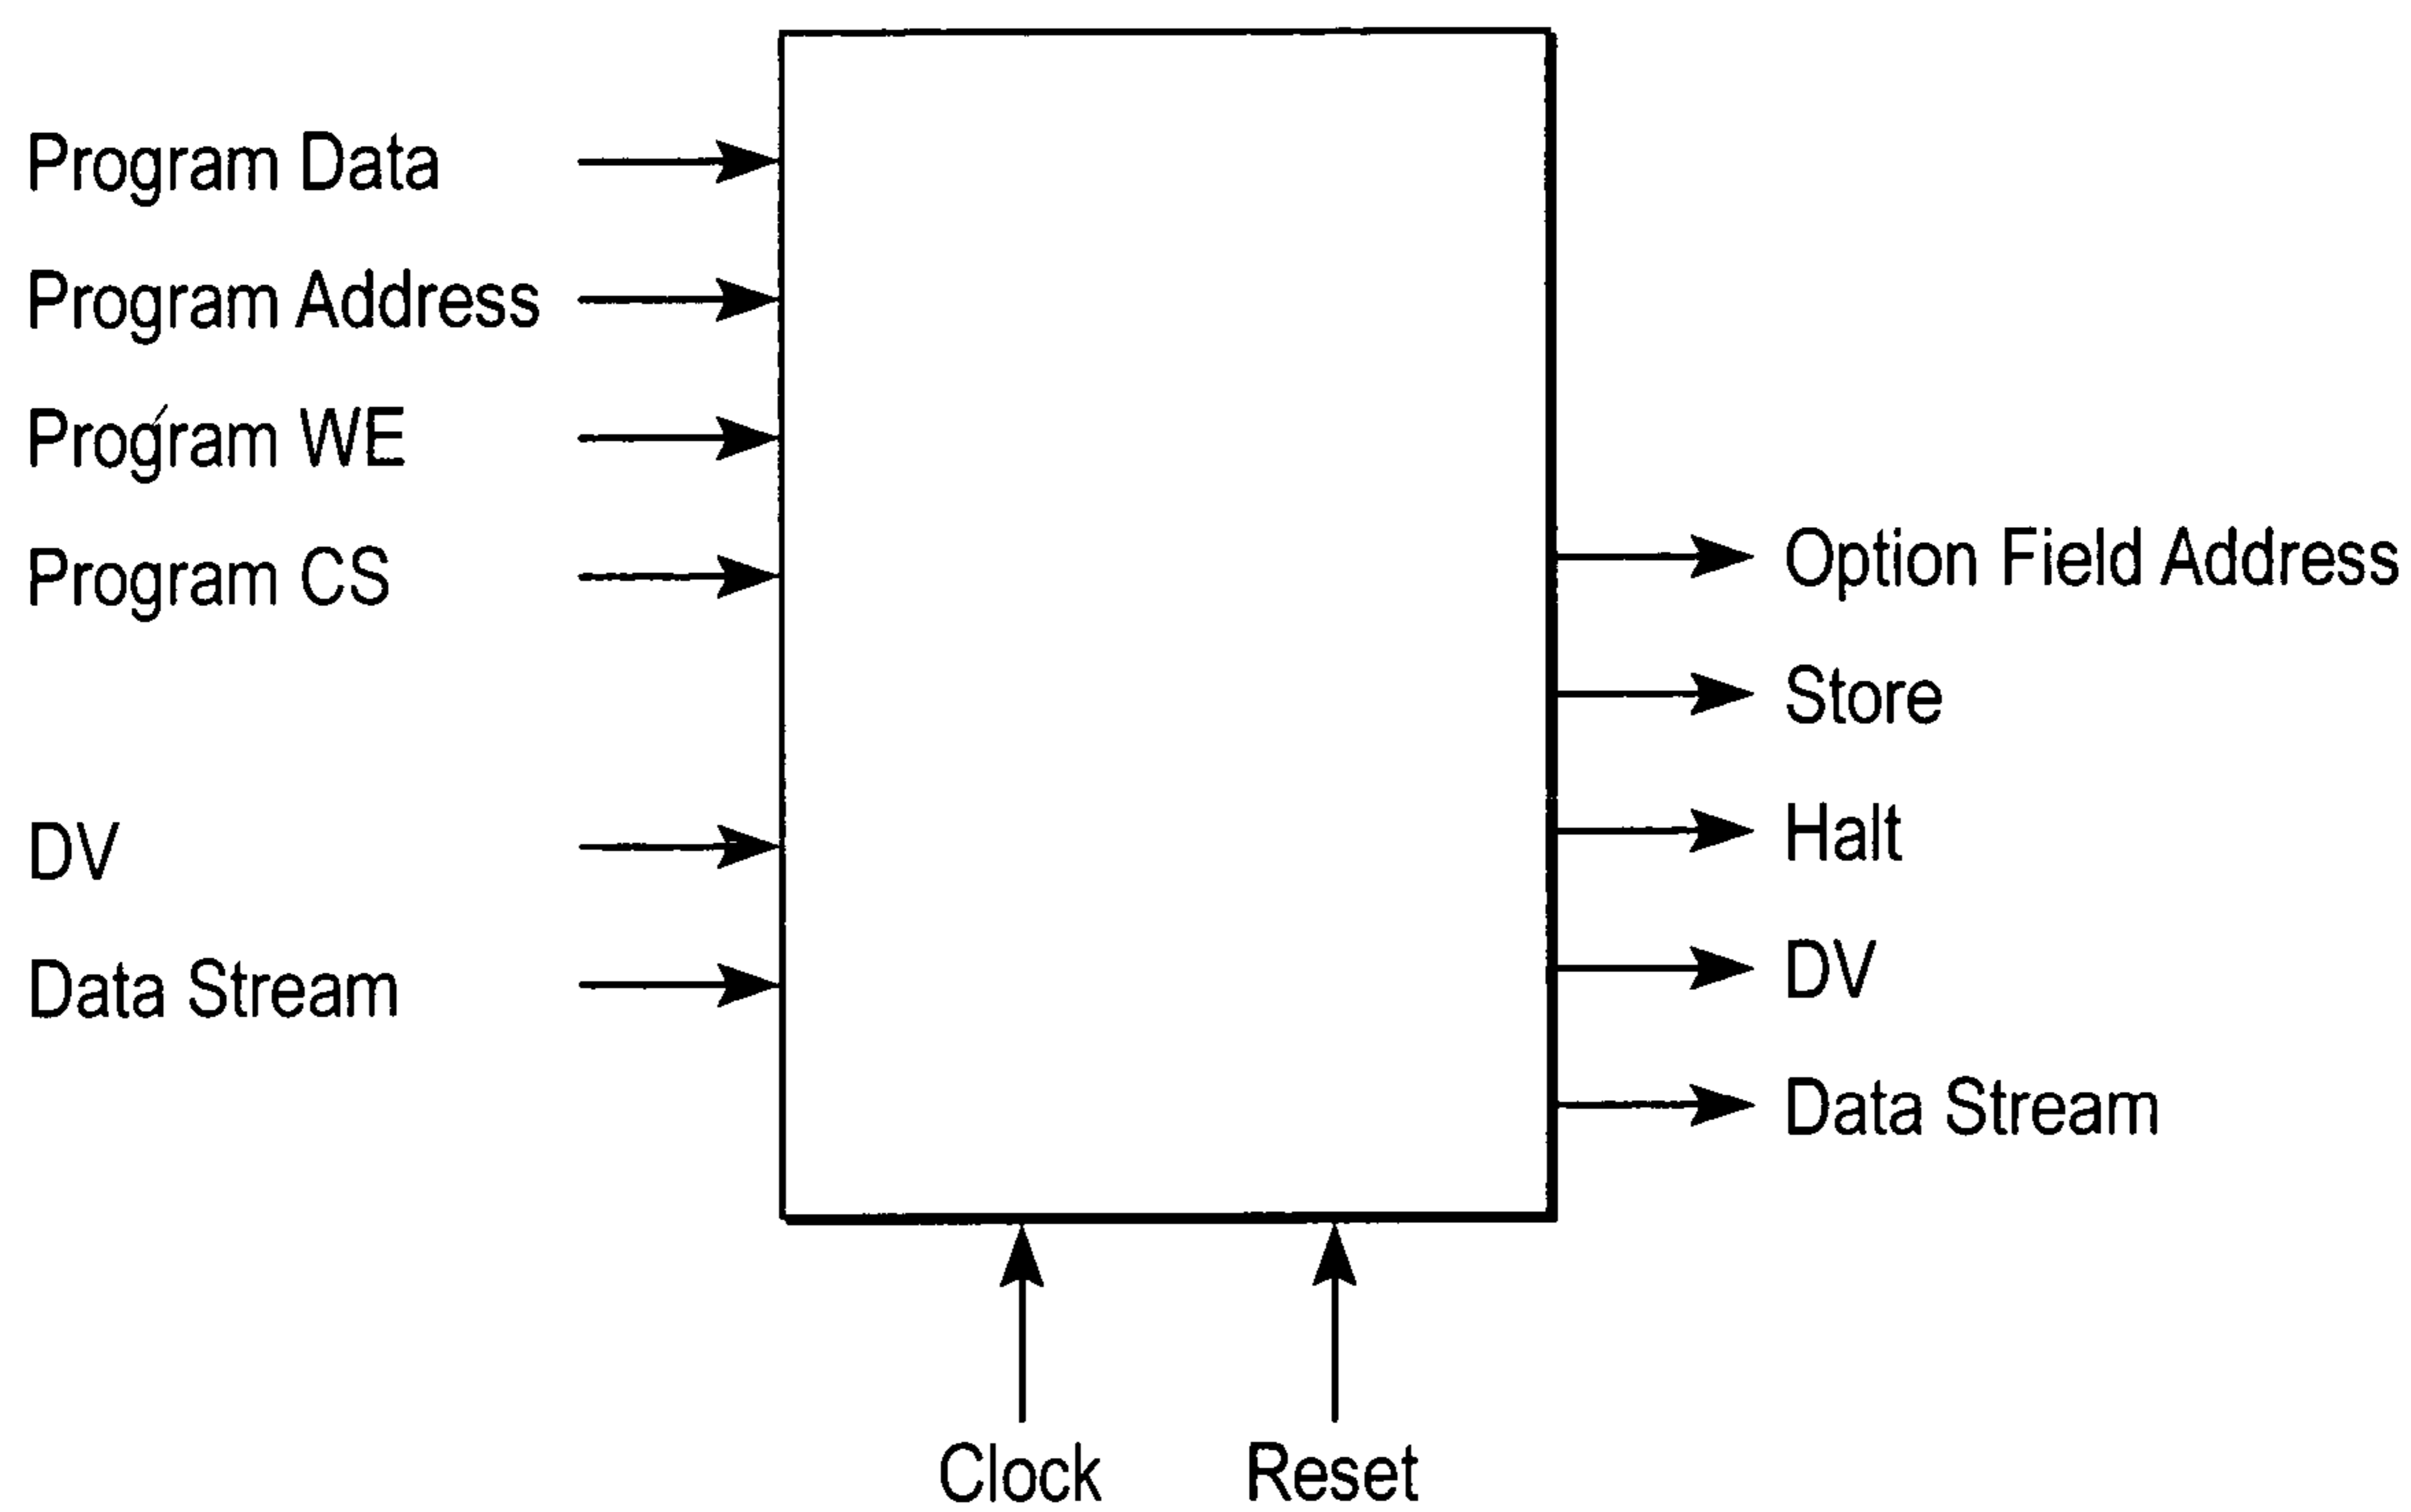 Program Data
Program Address
Program WE
Program CS
DV
Data Stream
Option Field Address
Store
Halt
DV
Data Stream
Clock
Reset